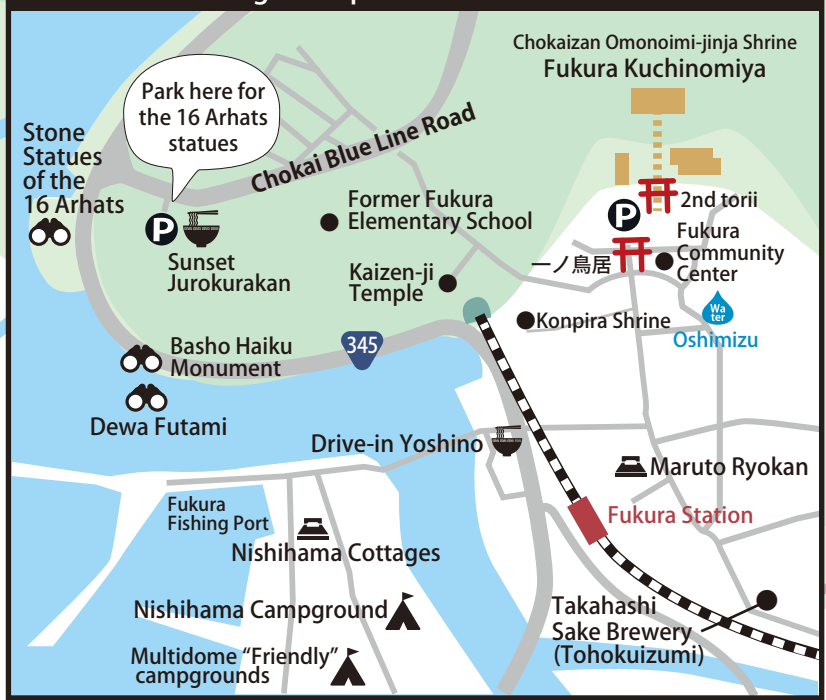 Chokaizan Omonoimi-jinja Shrine
Fukura Kuchinomiya
Park here for
the 16 Arhats
statues
Chokai Blue Line Road
Stone
Statues
of the
16 Arhats
P
Sunset
Jurokurakan
Former Fukura
Elementary School
Kaizen-ji
Temple
P
2nd torii
一ノ鳥居
Fukura
Community
Center
Wa
ter
Oshimizu
Konpira Shrine
345
Basho Haiku
Monument
Dewa Futami
Drive-in Yoshino
Maruto Ryokan
Fukura Station
Fukura
Fishing Port
Nishihama Cottages
Nishihama Campground
Multidome “Friendly”
campgrounds
Takahashi
Sake Brewery
(Tohokuizumi)